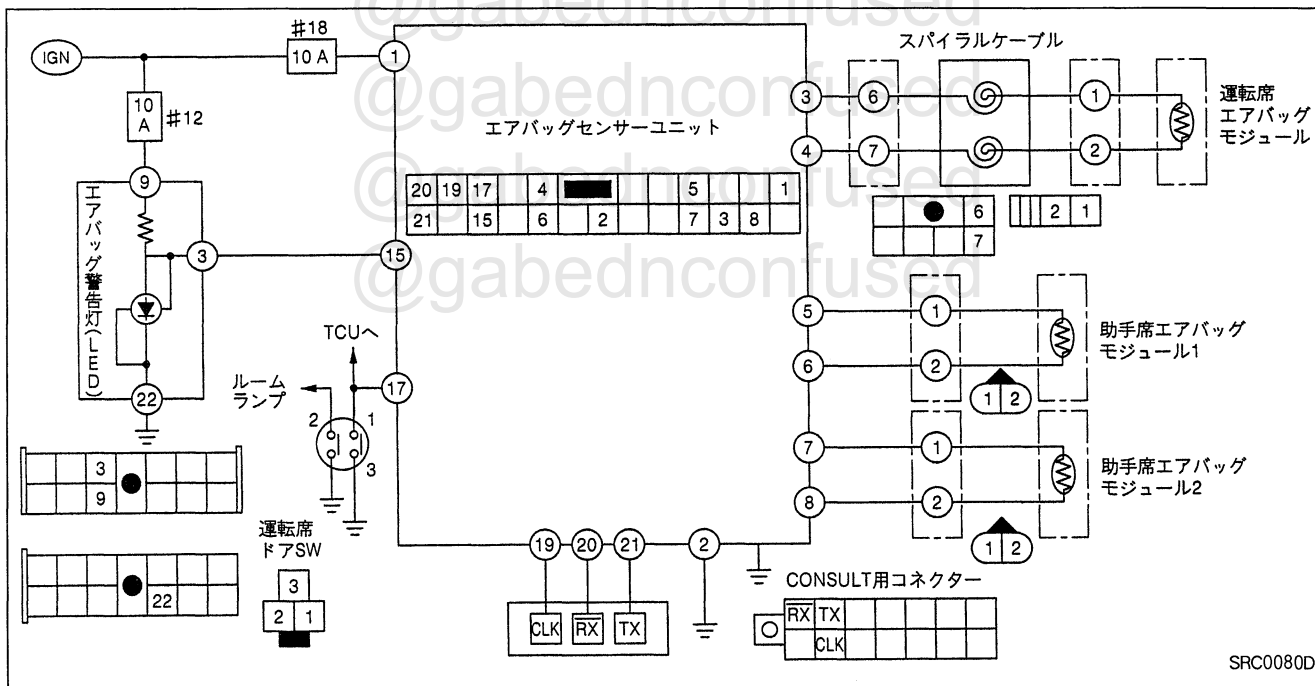 @gabednconfused
@gabednconfused
@gabednconfused
@gabednconfused
IGN
#18
10 A
1
10
A
#12
エアバッグセンサーユニット
20 19 17 4 5 1
21 15 6 2 7 3 8
スパイラルケーブル
3 6 1
4 7 2
運転席
エアバッグ
モジュール
6
7
2 1
エアバッグ警告灯(LED)
9
3
22
15
TCUへ
ルーム
ランプ
17
2 1
3
5 1
6 2
助手席エアバッグ
モジュール1
1 2
7 1
8 2
助手席エアバッグ
モジュール2
1 2
3
9
22
運転席
ドアSW
3
2 1
19 20 21 2
CLK RX TX
CONSULT用コネクター
RX TX
CLK
SRC0080D